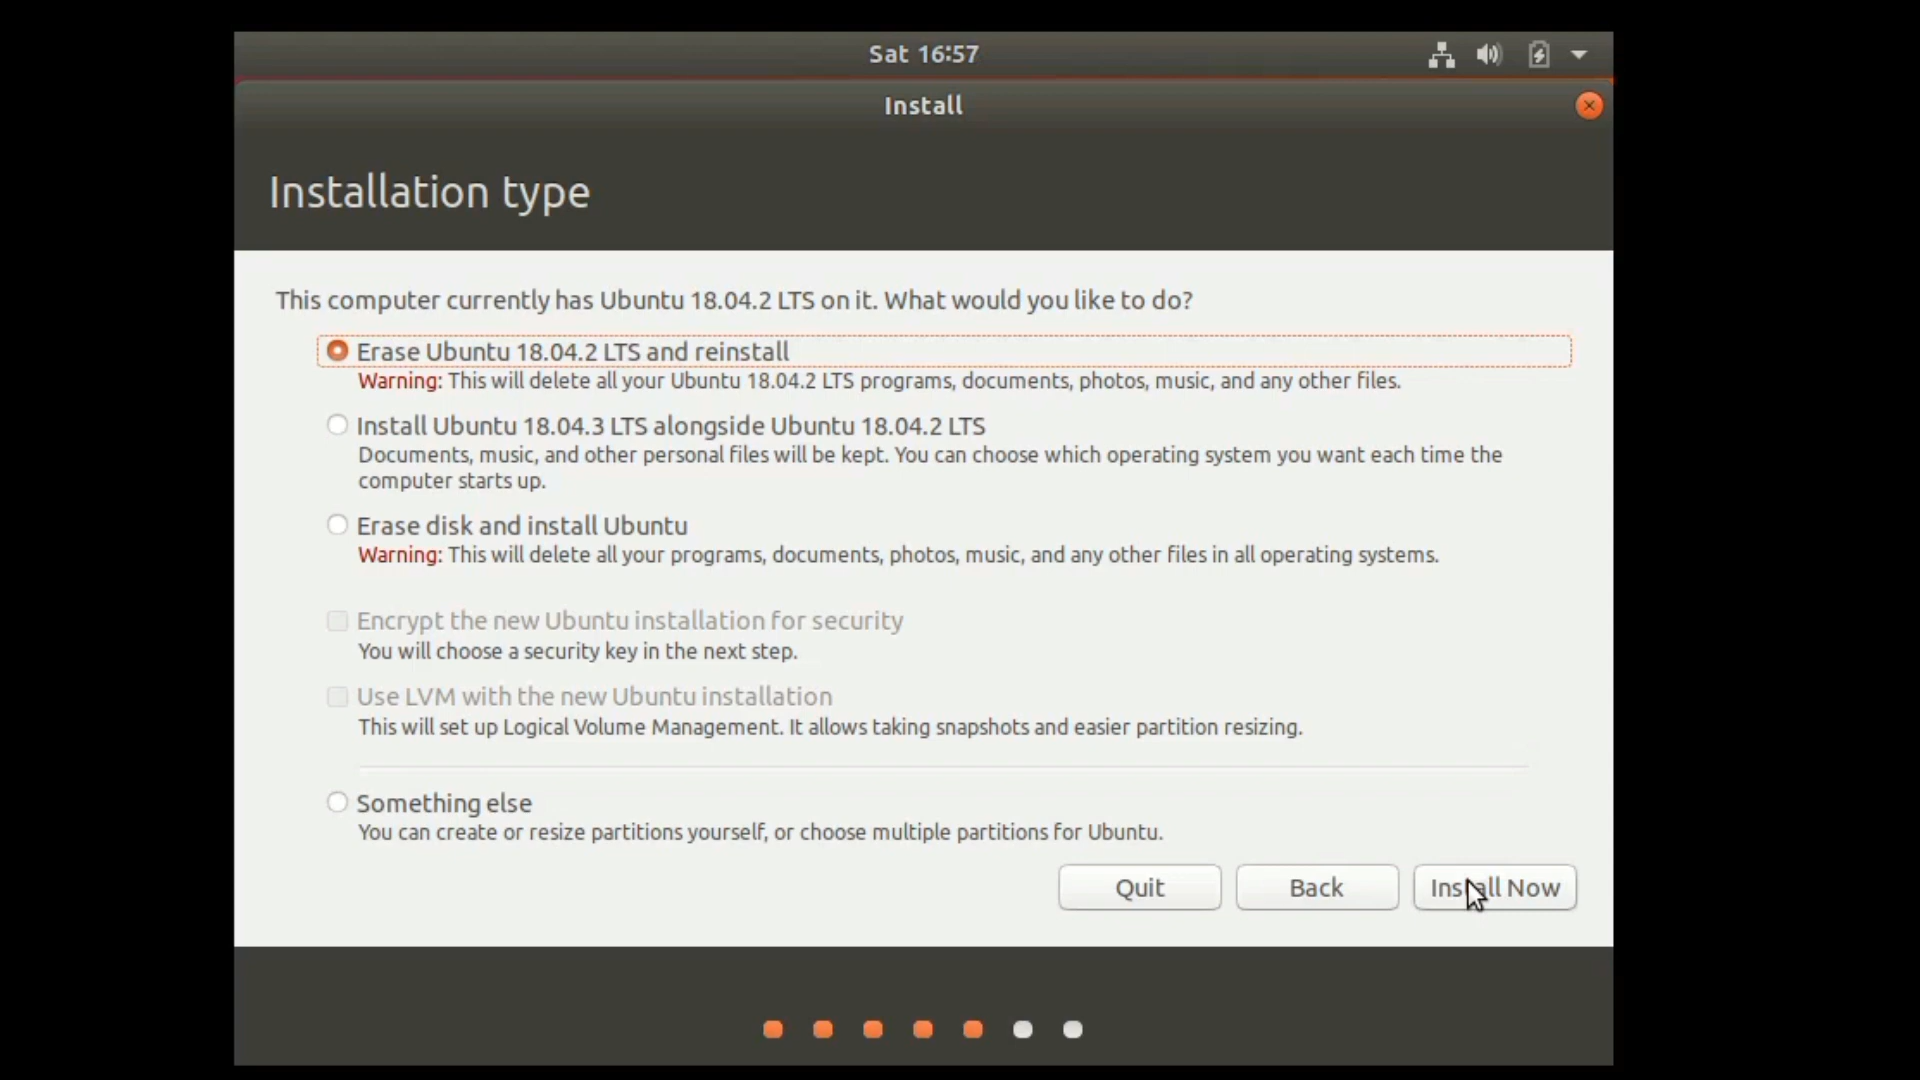 Sat 16:57
Install
Installation type
This computer currently has Ubuntu 18.04.2 LTS on it. What would you like to do?
Erase Ubuntu 18.04.2 LTS and reinstall
Warning: This will delete all your Ubuntu 18.04.2 LTS programs, documents, photos, music, and any other files.
Install Ubuntu 18.04.3 LTS alongside Ubuntu 18.04.2 LTS
Documents, music, and other personal files will be kept. You can choose which operating system you want each time the
computer starts up.
Erase disk and install Ubuntu
Warning: This will delete all your programs, documents, photos, music, and any other files in all operating systems.
Encrypt the new Ubuntu installation for security
You will choose a security key in the next step.
Use LVM with the new Ubuntu installation
This will set up Logical Volume Management. It allows taking snapshots and easier partition resizing.
Something else
You can create or resize partitions yourself, or choose multiple partitions for Ubuntu.
Quit Back Install Now